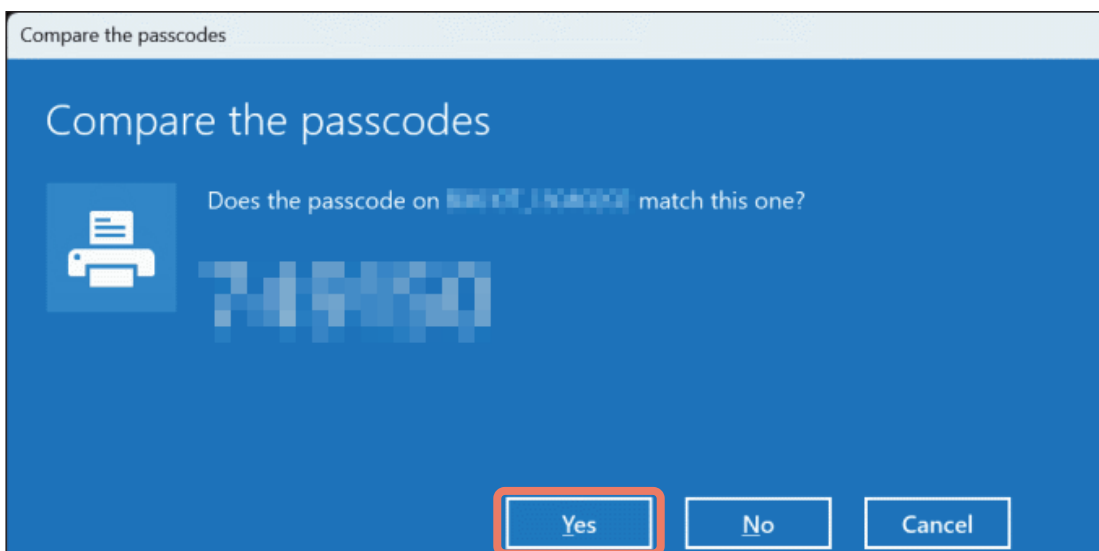 Compare the passcodes
Compare the passcodes
Does the passcode on match this one?
Yes No Cancel